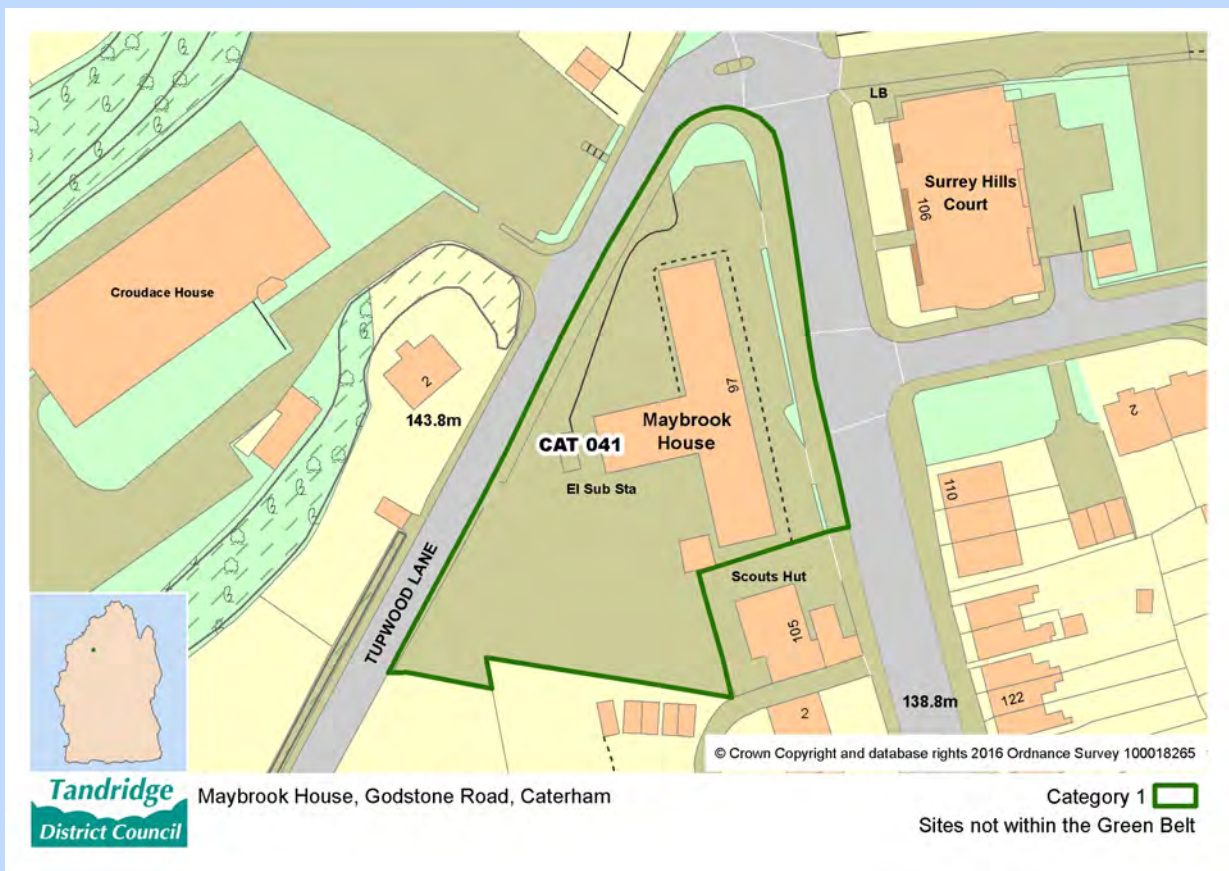 LB
Surrey Hills
Court
106
Croudace House
2
143.8m
97
Maybrook
House
CAT 041
El Sub Sta
2
110
TUPWOOD LANE
Scouts Hut
105
2
138.8m
122
© Crown Copyright and database rights 2016 Ordnance Survey 100018265
Tandridge
District Council
Maybrook House, Godstone Road, Caterham
Category 1
Sites not within the Green Belt